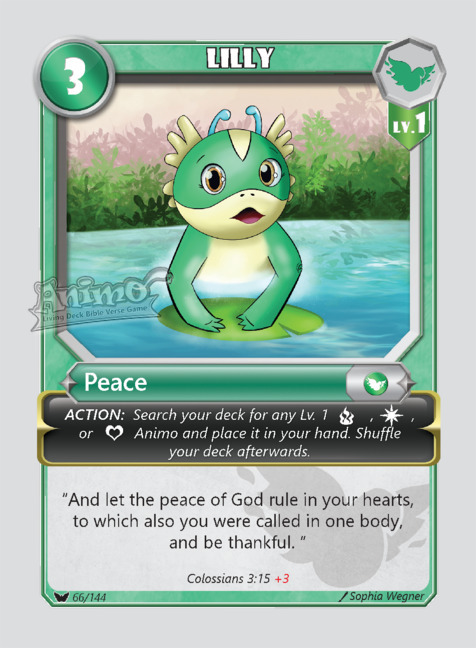 3
LILLY
LV.1
Animo
Living Deck Bible Verse Game
Peace
ACTION: Search your deck for any Lv. 1 , ,
or Animo and place it in your hand. Shuffle
your deck afterwards.
"And let the peace of God rule in your hearts,
to which also you were called in one body,
and be thankful. "
Colossians 3:15 +3
66/144
Sophia Wegner